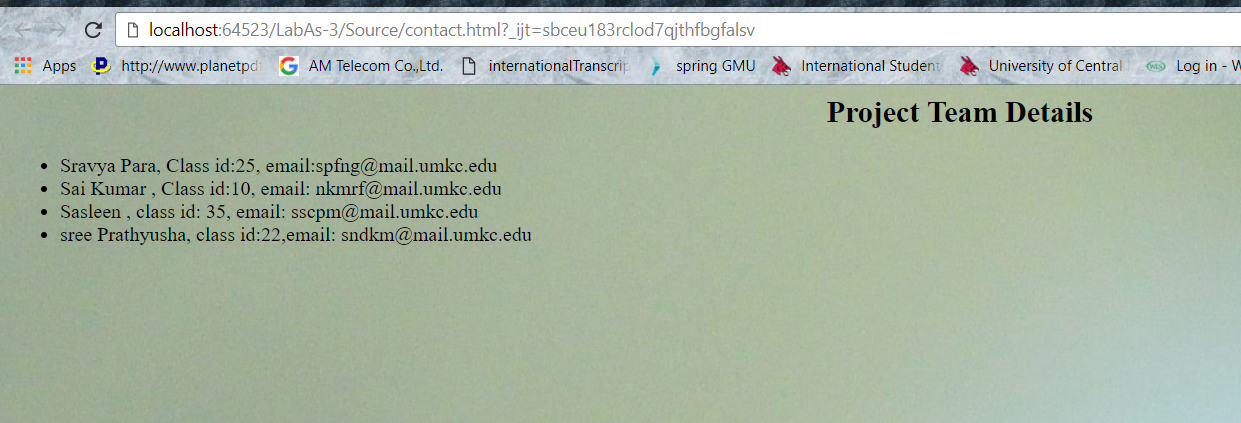 localhost:64523/LabAs-3/Source/contact.html?_ijt=sbceu183rclod7qjthfbgfalsv
Apps http://www.planetpd AM Telecom Co.,Ltd. internationalTranscrip spring GMU International Student University of Central Log in - W
Project Team Details
• Sravya Para, Class id:25, email:spfng@mail.umkc.edu
• Sai Kumar , Class id:10, email: nkmrf@mail.umkc.edu
• Sasleen , class id: 35, email: sscpm@mail.umkc.edu
• sree Prathyusha, class id:22,email: sndkm@mail.umkc.edu